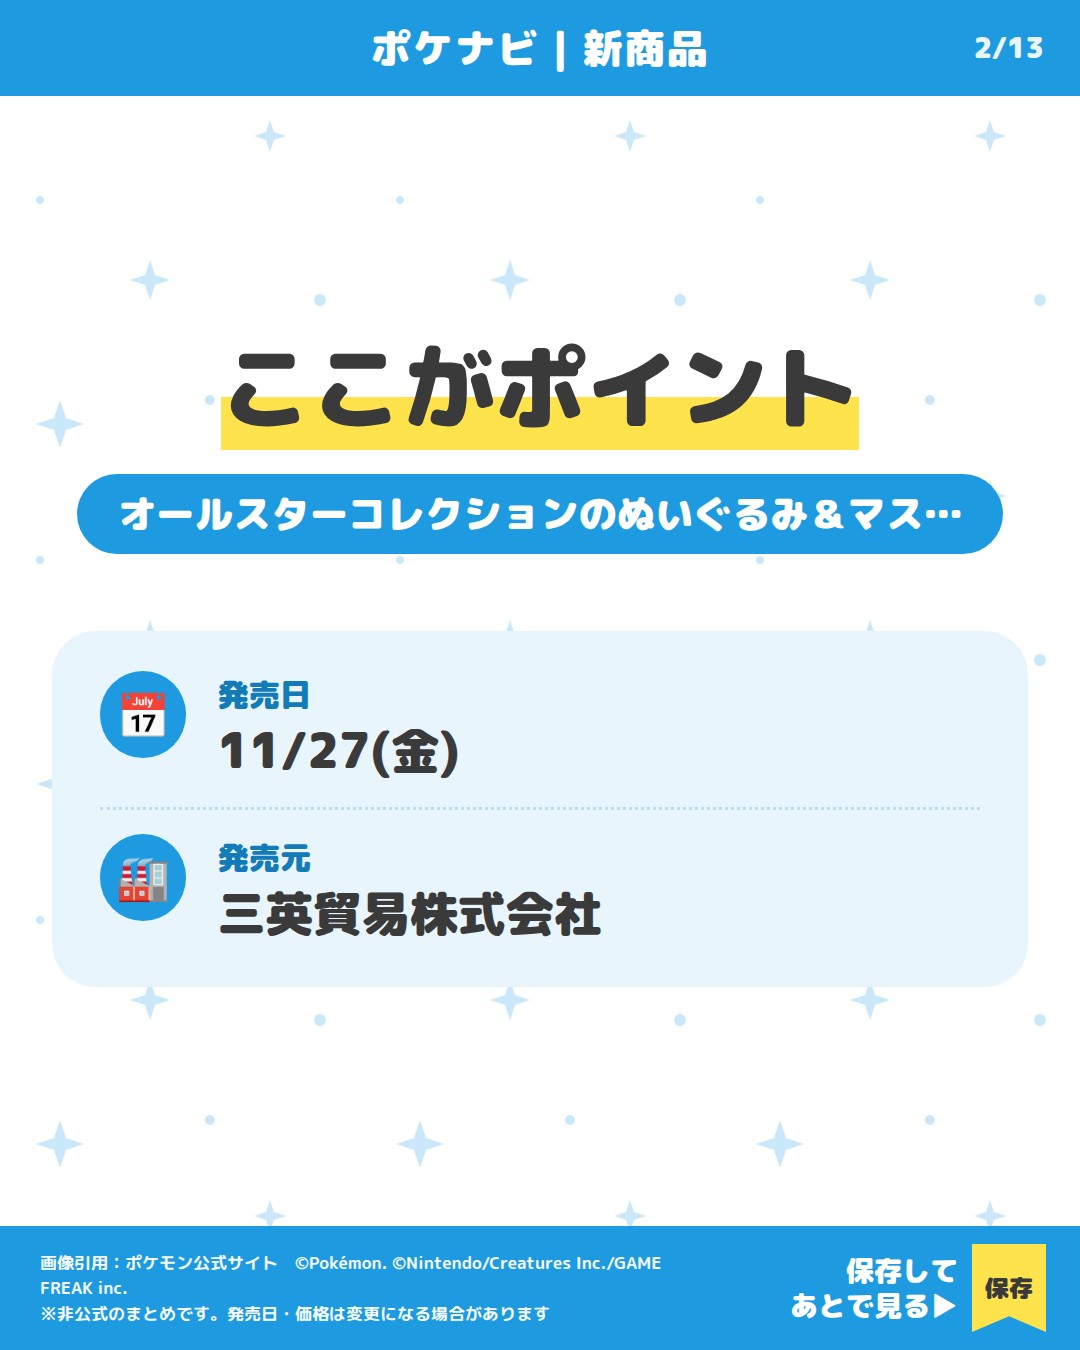 ポケナビ | 新商品
2/13
ここがポイント
オールスターコレクションのぬいぐるみ＆マス…
July
17
発売日
11/27(金)
発売元
三英貿易株式会社
画像引用：ポケモン公式サイト　©Pokémon. ©Nintendo/Creatures Inc./GAME
FREAK inc.
※非公式のまとめです。発売日・価格は変更になる場合があります
保存して
あとで見る▶
保存